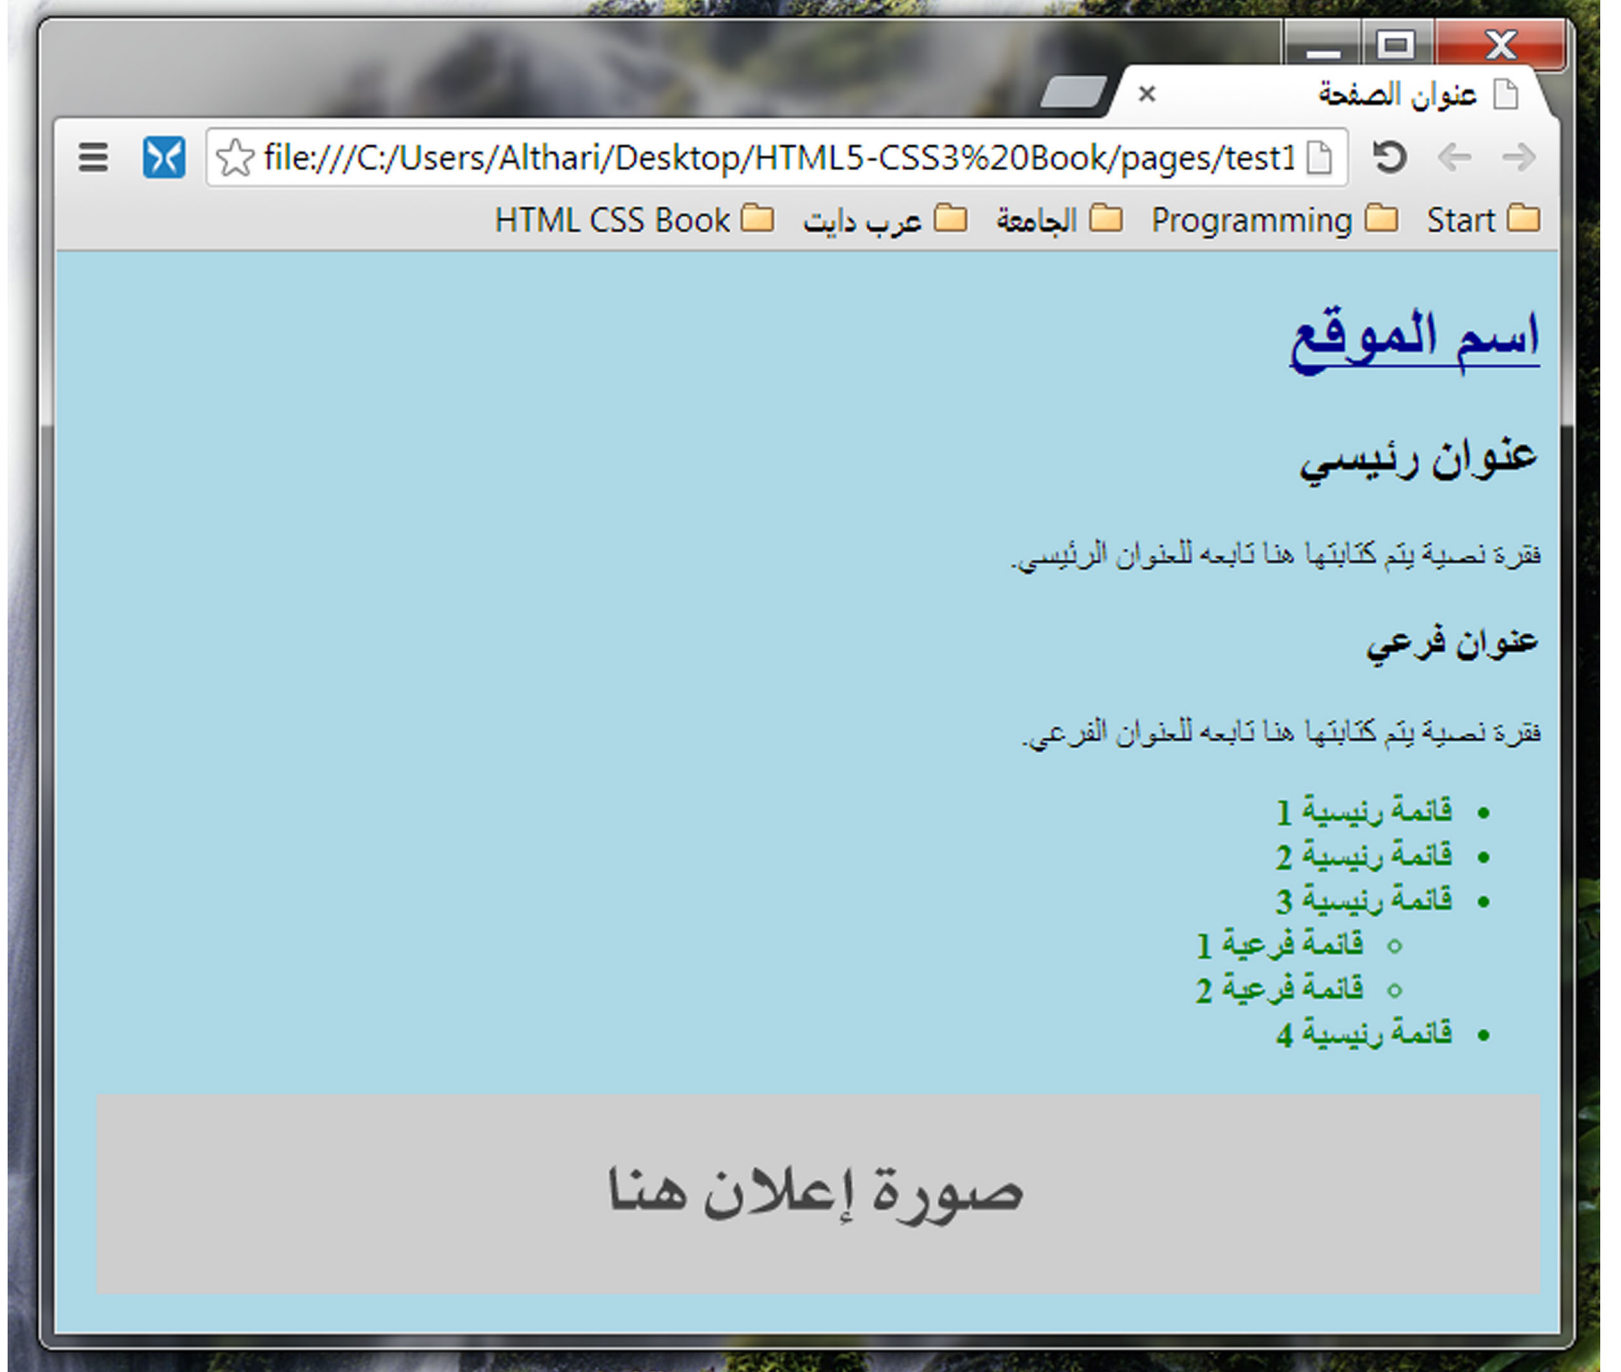 عنوان الصفحة
file:///C:/Users/Althari/Desktop/HTML5-CSS3%20Book/pages/test1
Start Programming الجامعة عرب دايت HTML CSS Book
اسم الموقع
عنوان رئيسي
فقرة نصية يتم كتابتها هنا تابعه للعنوان الرئيسي.
عنوان فرعي
فقرة نصية يتم كتابتها هنا تابعه للعنوان الفرعي.
• قائمة رئيسية 1
• قائمة رئيسية 2
• قائمة رئيسية 3
◦ قائمة فرعية 1
◦ قائمة فرعية 2
• قائمة رئيسية 4
صورة إعلان هنا